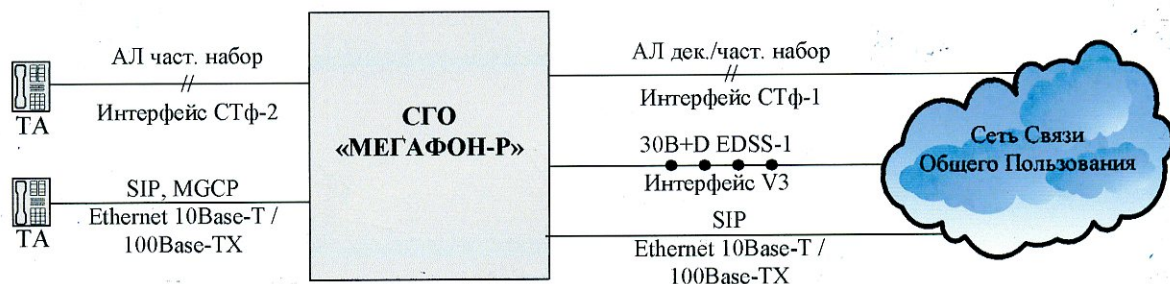 АЛ част. набор
Интерфейс СТф-2
ТА
SIP, MGCP
Ethernet 10Base-T /
100Base-TX
ТА
СГО
«МЕГАФОН-Р»
АЛ дек./част. набор
Интерфейс СТф-1
30B+D EDSS-1
Интерфейс V3
SIP
Ethernet 10Base-T /
100Base-TX
Сеть Связи
Общего Пользования